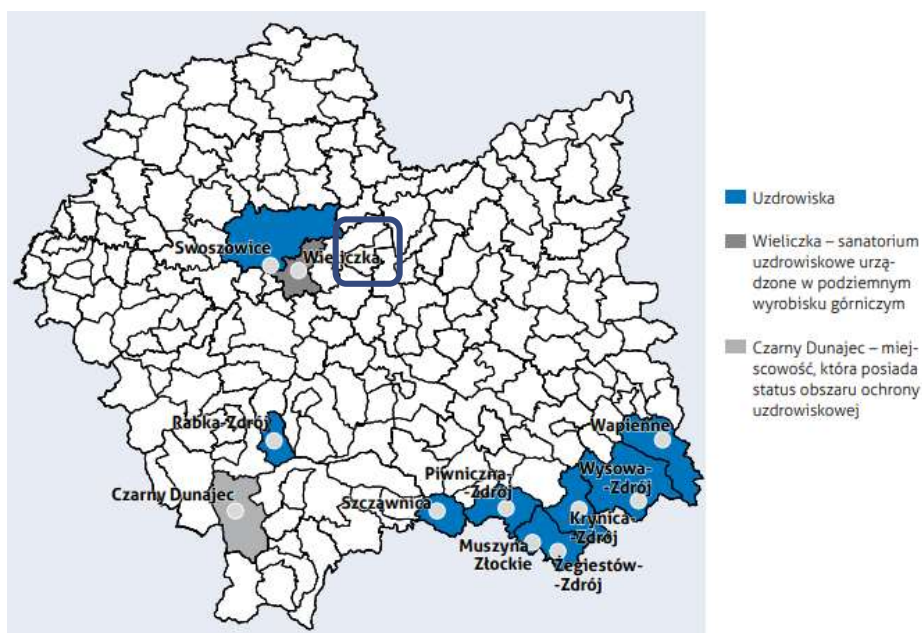 Swoszowice
Wieliczka
Rabka-Zdrój
Czarny Dunajec
Szczawnica
Piwniczna-
-Zdrój
Muszyna
Złockie
Żegiestów-
-Zdrój
Krynica-
-Zdrój
Wysowa-
-Zdrój
Wapienne
Uzdrowiska
Wieliczka – sanatorium
uzdrowiskowe urzą-
dzone w podziemnym
wyrobisku górniczym
Czarny Dunajec – miej-
scowość, która posiada
status obszaru ochrony
uzdrowiskowej